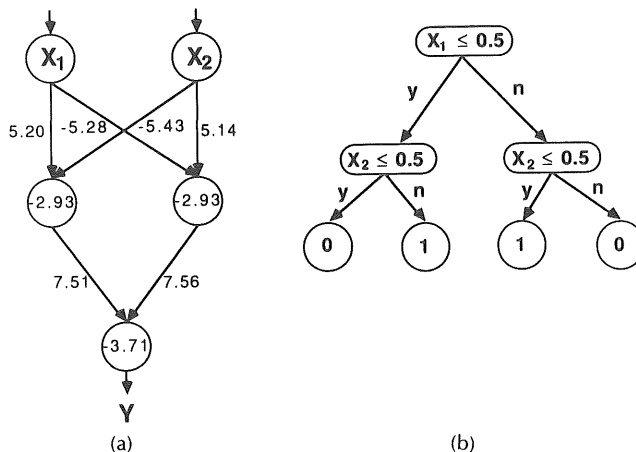 X1
X2
5.20
-5.28
-5.43
5.14
-2.93
-2.93
7.51
7.56
-3.71
Y
(a)
X1 ≤ 0.5
y
n
X2 ≤ 0.5
X2 ≤ 0.5
y
n
y
n
0
1
1
0
(b)